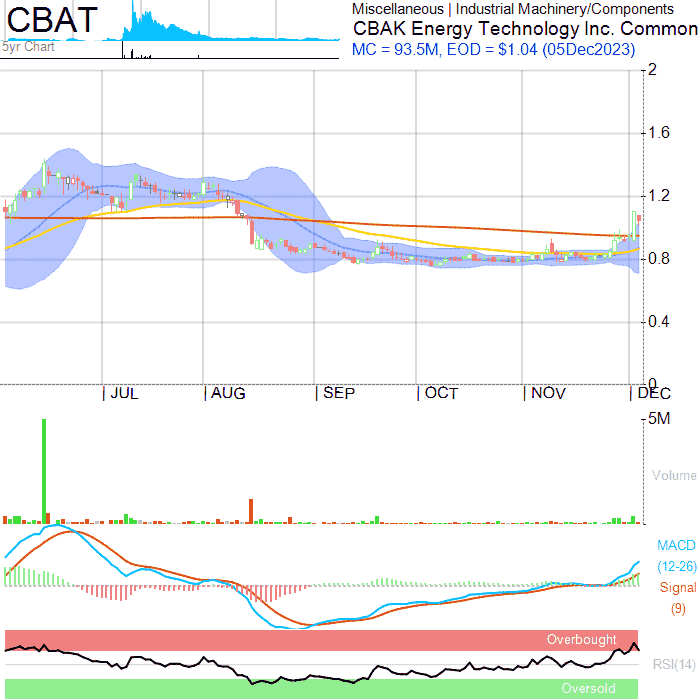 CBAT
5yr Chart
Miscellaneous | Industrial Machinery/Components
CBAK Energy Technology Inc. Common
MC = 93.5M, EOD = $1.04 (05Dec2023)
2
1.6
1.2
0.8
0.4
0
JUL AUG SEP OCT NOV DEC
5M
Volume
MACD
(12-26)
Signal
(9)
Overbought
RSI(14)
Oversold